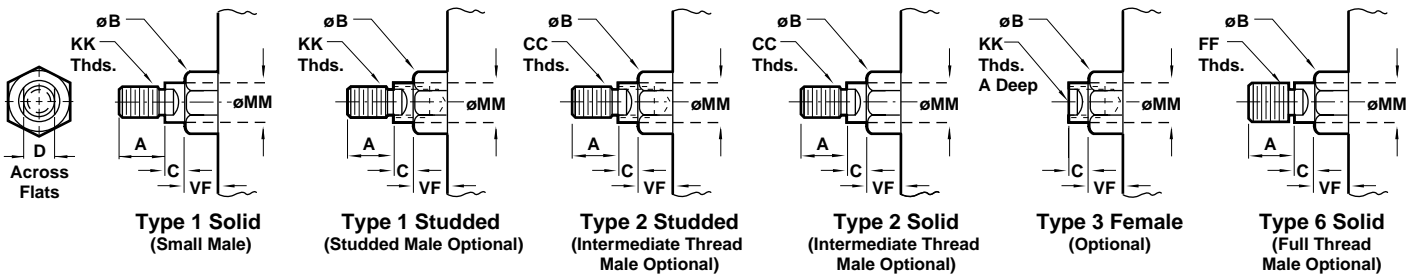 øB
KK
Thds.
øMM
A
C
VF
D
Across
Flats
Type 1 Solid
(Small Male)
øB
KK
Thds.
øMM
A
C
VF
Type 1 Studded
(Studded Male Optional)
øB
CC
Thds.
øMM
A
C
VF
Type 2 Studded
(Intermediate Thread
Male Optional)
øB
CC
Thds.
øMM
A
C
VF
Type 2 Solid
(Intermediate Thread
Male Optional)
øB
KK
Thds.
A Deep
øMM
C
VF
Type 3 Female
(Optional)
øB
FF
Thds.
øMM
A
C
VF
Type 6 Solid
(Full Thread
Male Optional)